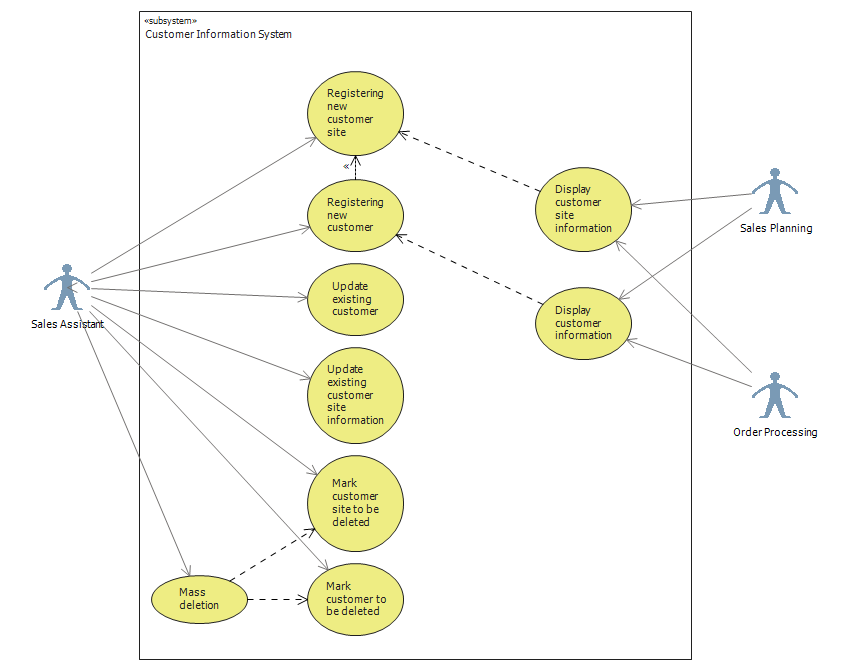 «subsystem»
Customer Information System
Registering
new
customer
site
«
Registering
new
customer
Update
existing
customer
Update
existing
customer
site
information
Mark
customer
site to be
deleted
Mass
deletion
Mark
customer to
be deleted
Display
customer
site
information
Display
customer
information
Sales Assistant
Sales Planning
Order Processing